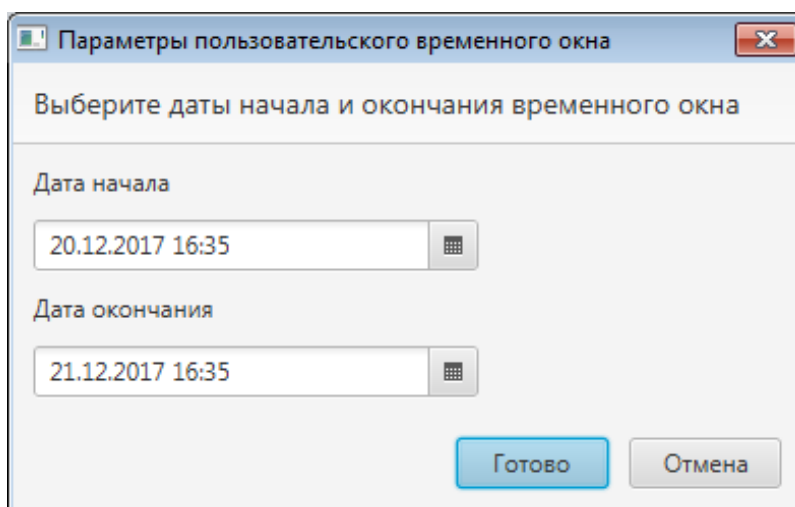 Параметры пользовательского временного окна
Выберите даты начала и окончания временного окна
Дата начала
20.12.2017 16:35
Дата окончания
21.12.2017 16:35
Готово Отмена